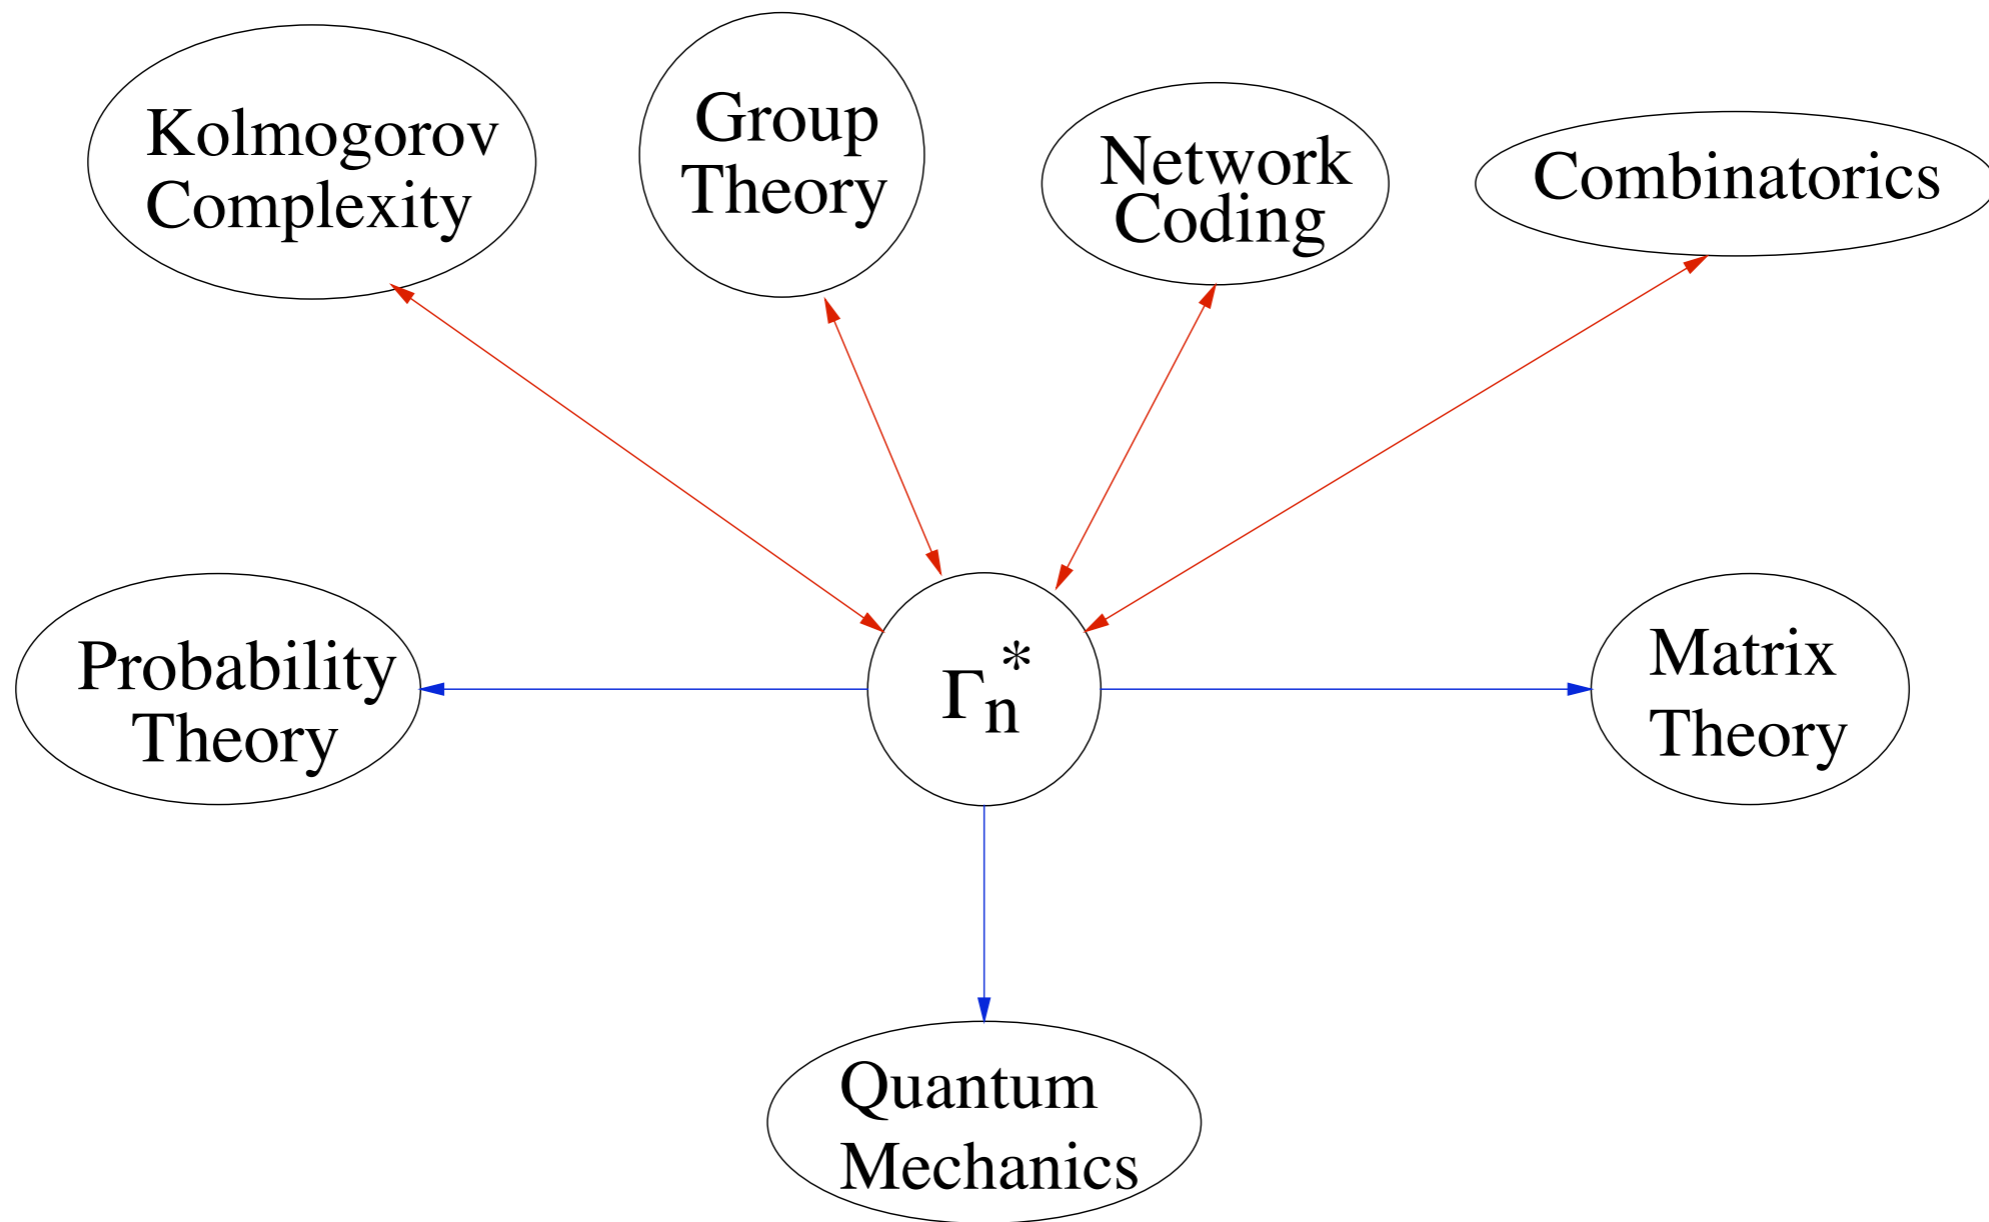 Kolmogorov
Complexity
Group
Theory
Network
Coding
Combinatorics
Probability
Theory
Γn*
Matrix
Theory
Quantum
Mechanics